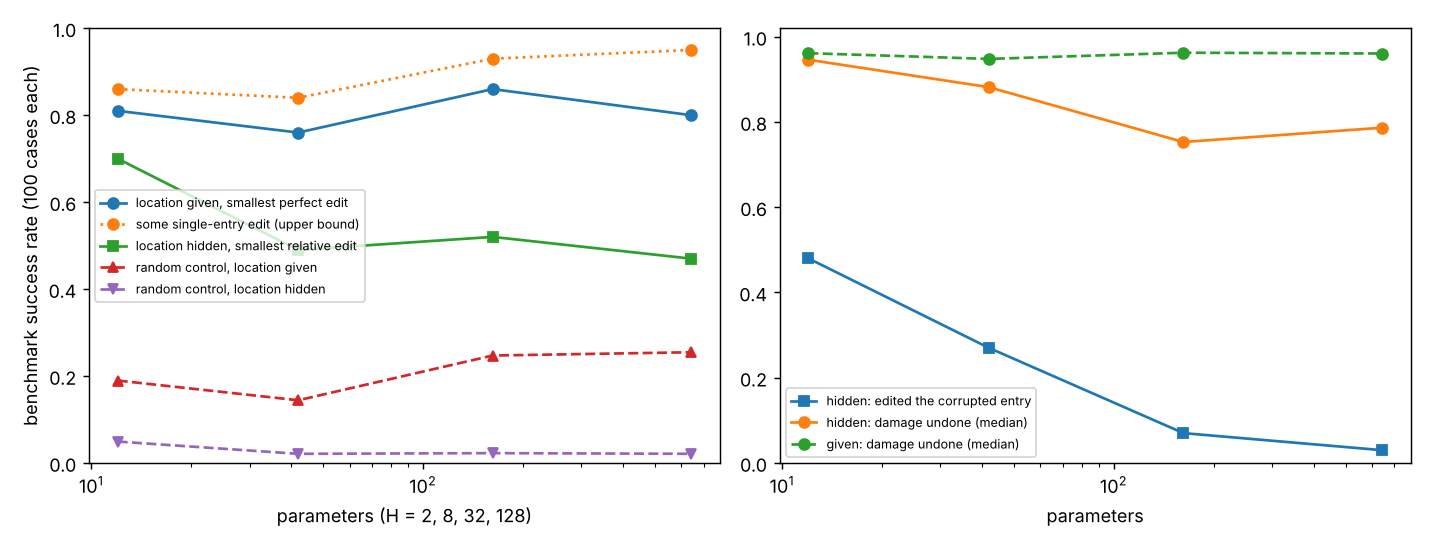 benchmark success rate (100 cases each)
1.0
0.8
0.6
0.4
0.2
0.0
location given, smallest perfect edit
some single-entry edit (upper bound)
location hidden, smallest relative edit
random control, location given
random control, location hidden
10¹
10²
parameters (H = 2, 8, 32, 128)
1.0
0.8
0.6
0.4
0.2
0.0
hidden: edited the corrupted entry
hidden: damage undone (median)
given: damage undone (median)
10¹
10²
parameters